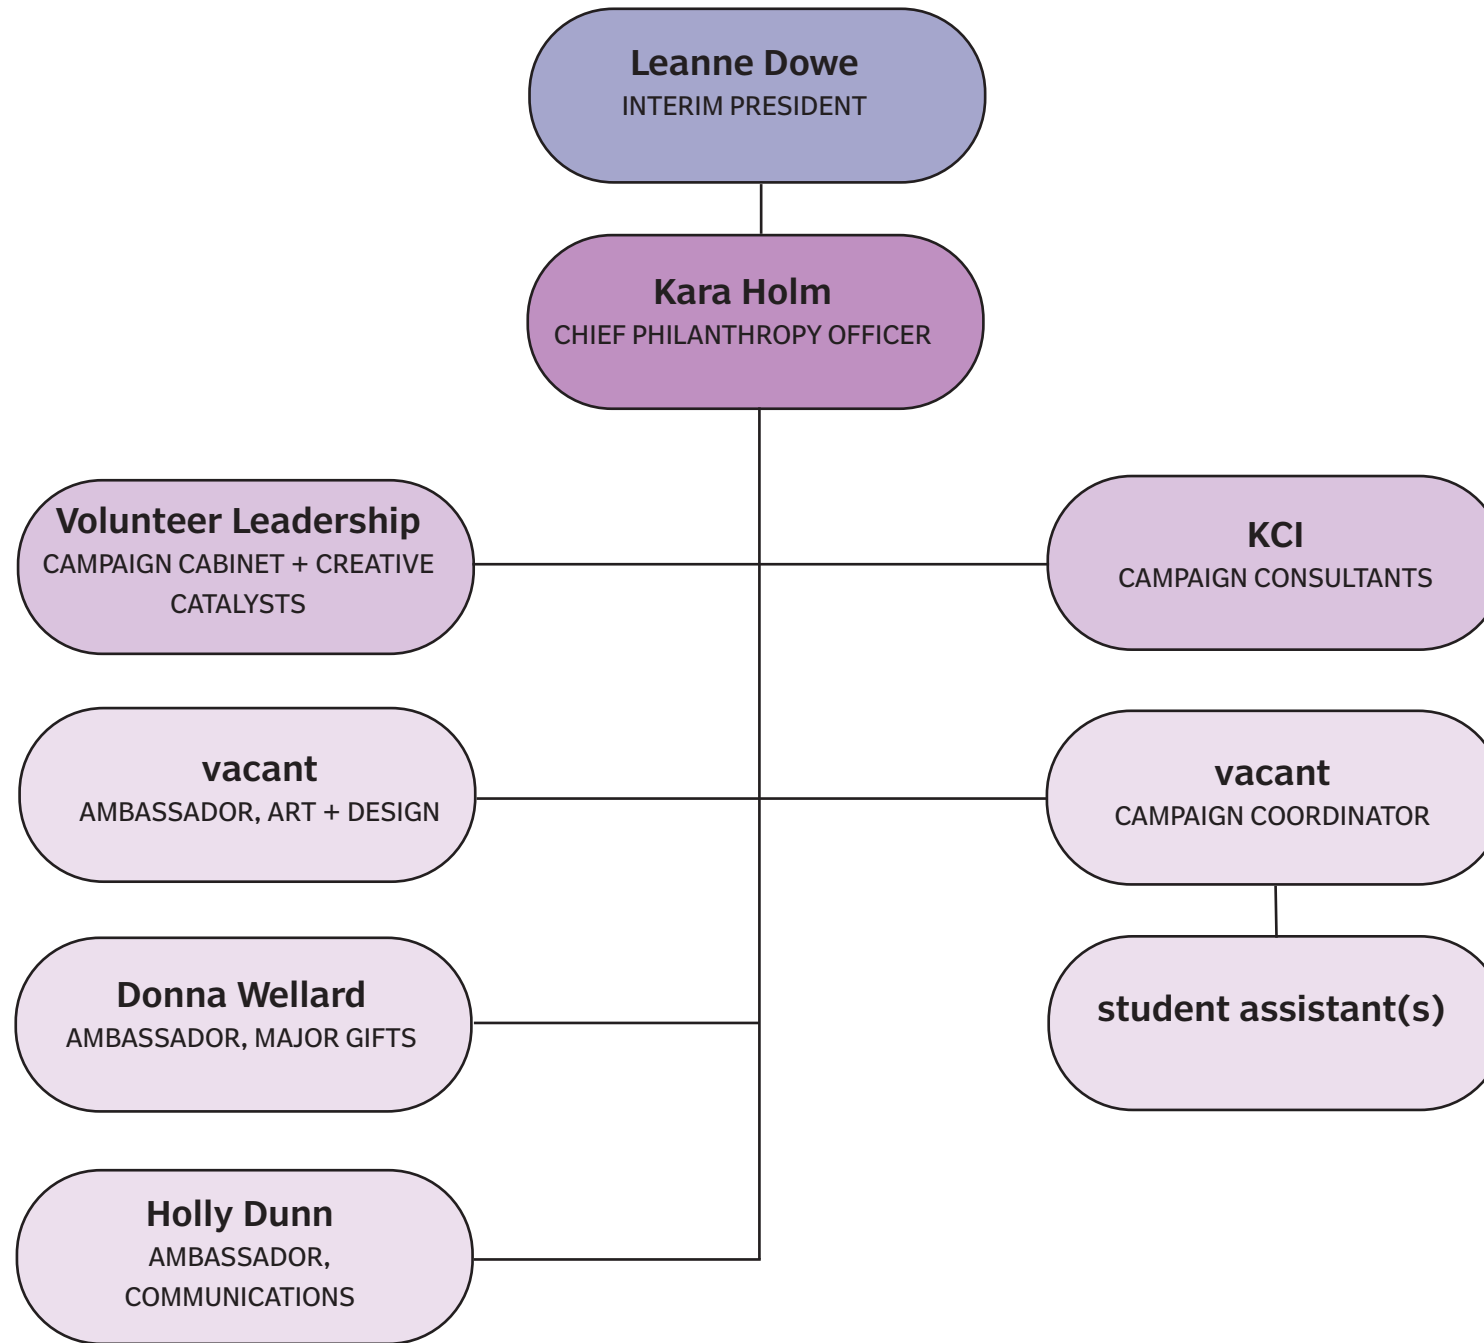 Leanne Dowe
INTERIM PRESIDENT
Kara Holm
CHIEF PHILANTHROPY OFFICER
Volunteer Leadership
CAMPAIGN CABINET + CREATIVE
CATALYSTS
KCI
CAMPAIGN CONSULTANTS
vacant
AMBASSADOR, ART + DESIGN
vacant
CAMPAIGN COORDINATOR
Donna Wellard
AMBASSADOR, MAJOR GIFTS
student assistant(s)
Holly Dunn
AMBASSADOR,
COMMUNICATIONS